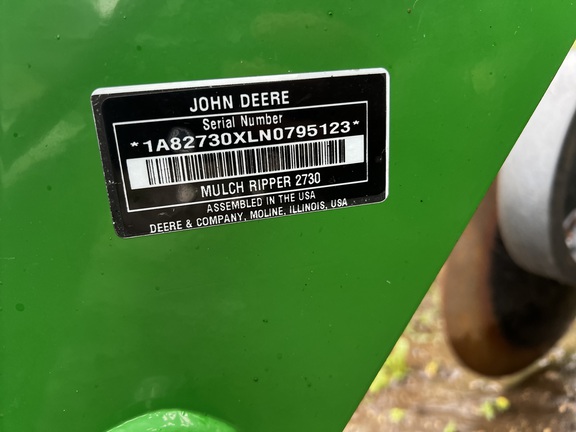 JOHN DEERE
Serial Number
*1A82730XLN0795123*
MULCH RIPPER 2730
ASSEMBLED IN THE USA
DEERE & COMPANY, MOLINE, ILLINOIS, USA